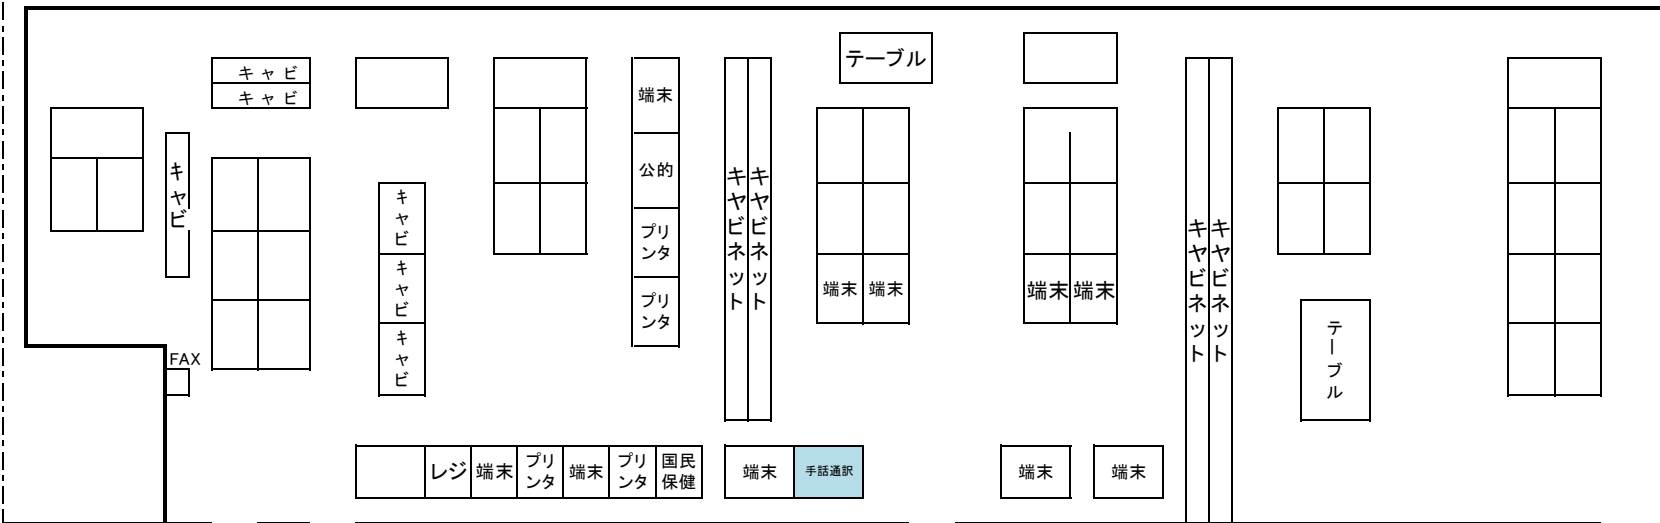 テーブル
キャビ
キャビ
端末
公的
プリ
ンタ
プリ
ンタ
キャビ
キャビ
キャビ
キャビ
キャビネット
キャビネット
端末
端末
端末
端末
キャビネット
キャビネット
テーブル
FAX
レジ
端末
プリ
ンタ
端末
プリ
ンタ
国民
保健
端末
手話通訳
端末
端末